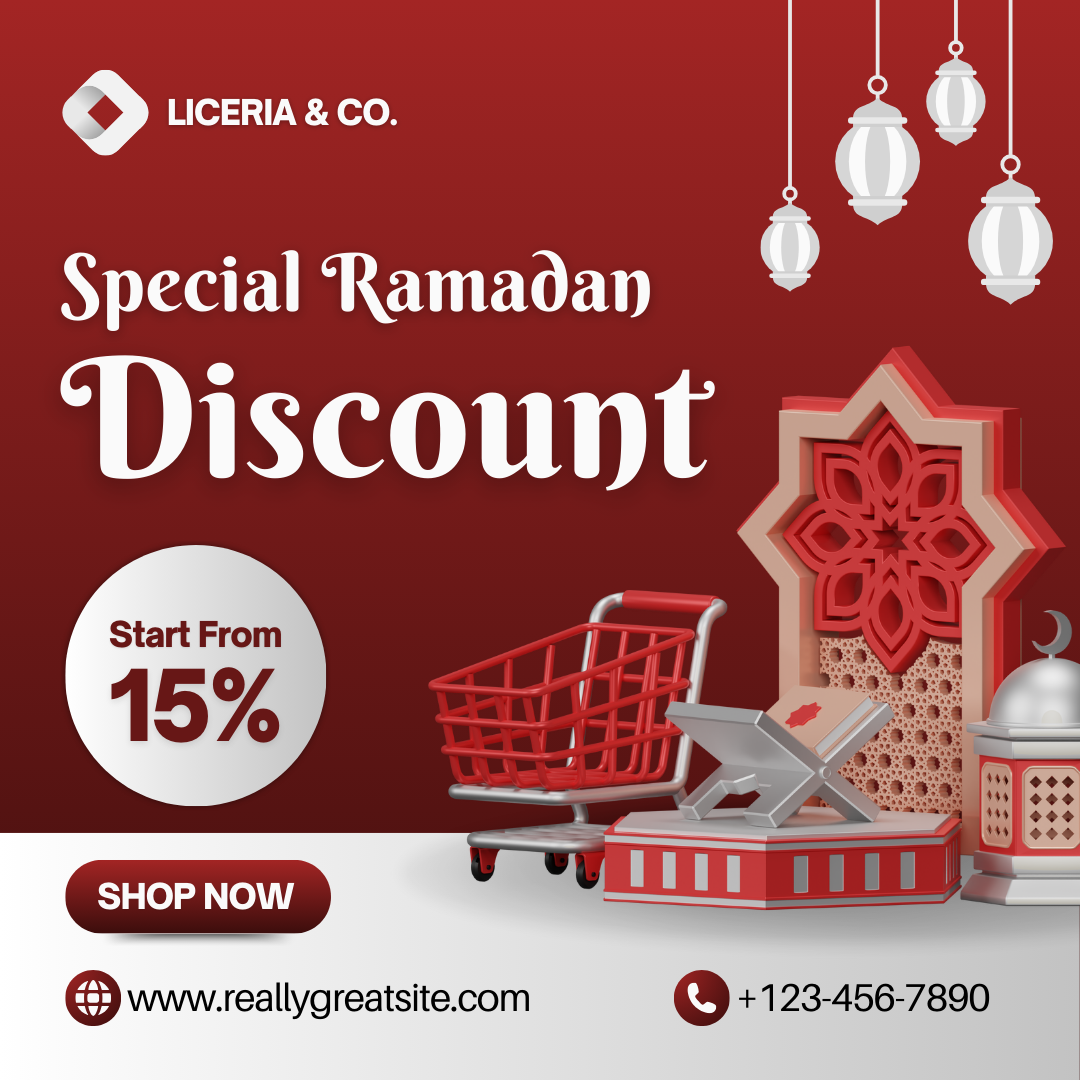 LICERIA & CO.
Special Ramadan
Discount
Start From
15%
SHOP NOW
www.reallygreatsite.com
+123-456-7890